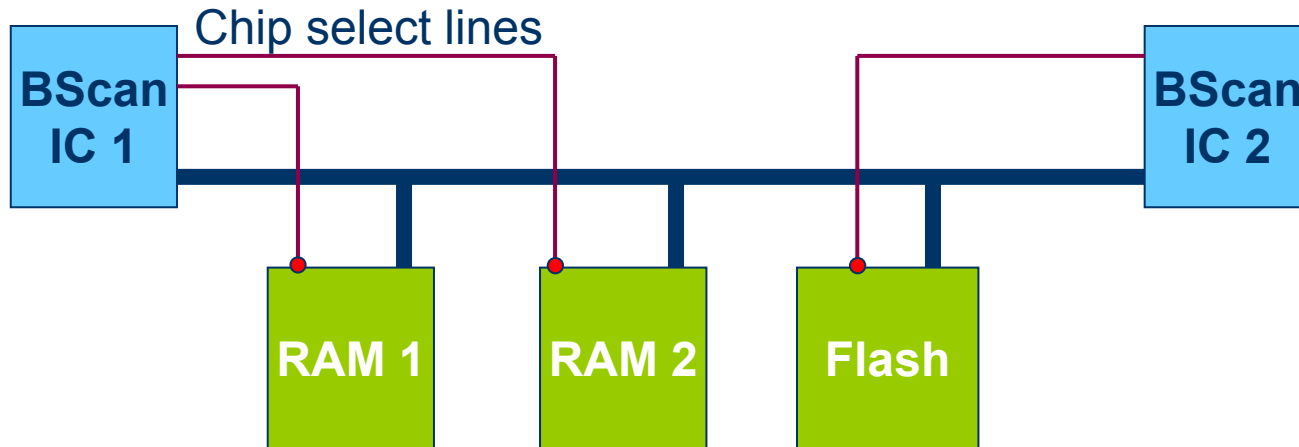 Chip select lines
BScan
IC 1
BScan
IC 2
RAM 1
RAM 2
Flash